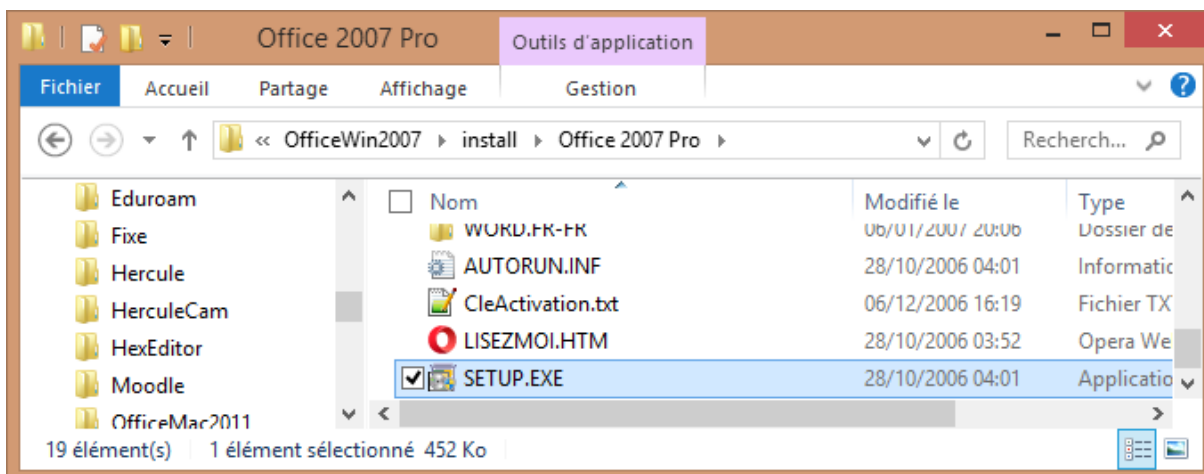 Office 2007 Pro Outils d'application
Fichier Accueil Partage Affichage Gestion
« OfficeWin2007 install Office 2007 Pro Recherch...
Nom Modifié le Type
Eduroam
Fixe
Hercule
HerculeCam
HexEditor
Moodle
OfficeMac2011
WORD.FR-FR 06/01/2007 20:06 Dossier de
AUTORUN.INF 28/10/2006 04:01 Informatic
CleActivation.txt 06/12/2006 16:19 Fichier TX
LISEZMOI.HTM 28/10/2006 03:52 Opera We
SETUP.EXE 28/10/2006 04:01 Applicatio
19 élément(s) 1 élément sélectionné 452 Ko